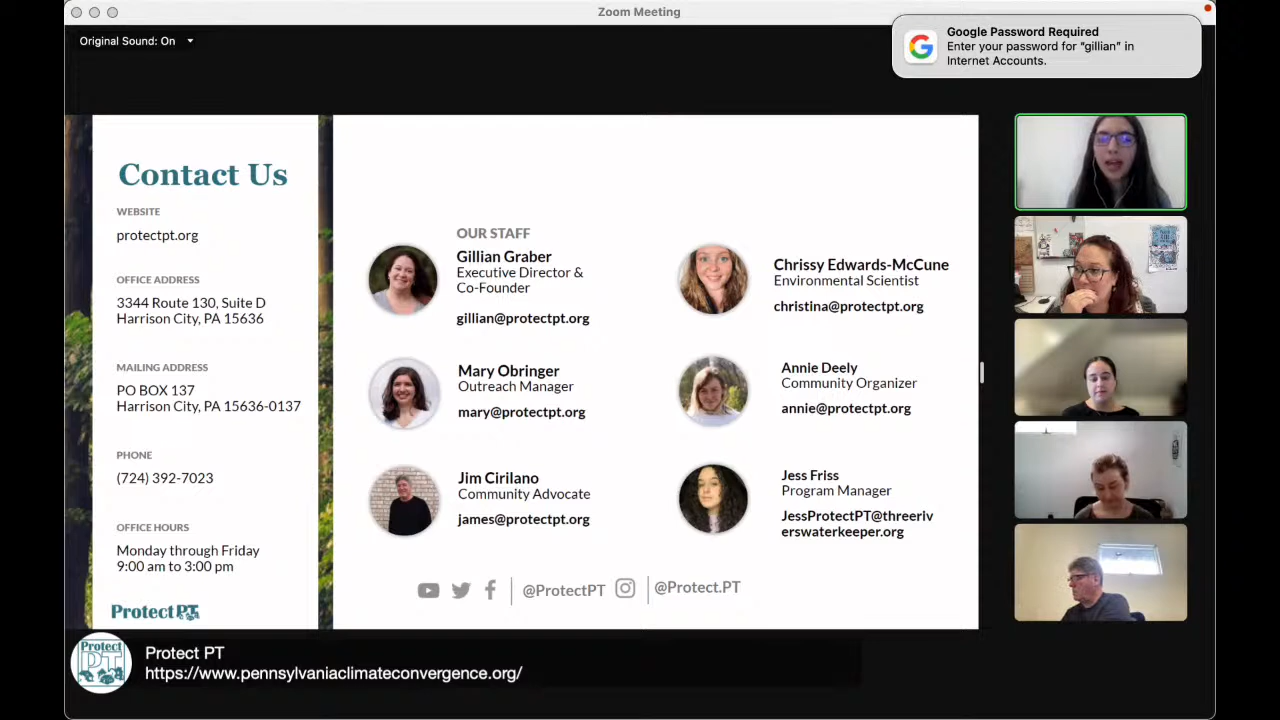 Zoom Meeting
Original Sound: On
Google Password Required
Enter your password for “gillian” in
Internet Accounts.
Contact Us
WEBSITE
protectpt.org
OFFICE ADDRESS
3344 Route 130, Suite D
Harrison City, PA 15636
MAILING ADDRESS
PO BOX 137
Harrison City, PA 15636-0137
PHONE
(724) 392-7023
OFFICE HOURS
Monday through Friday
9:00 am to 3:00 pm
Protect PT
OUR STAFF
Gillian Graber
Executive Director &
Co-Founder
gillian@protectpt.org
Chrissy Edwards-McCune
Environmental Scientist
christina@protectpt.org
Mary Obringer
Outreach Manager
mary@protectpt.org
Annie Deely
Community Organizer
annie@protectpt.org
Jim Cirilano
Community Advocate
james@protectpt.org
Jess Friss
Program Manager
JessProtectPT@threeriv
erswaterkeeper.org
@ProtectPT
@Protect.PT
Protect
PT
Protect PT
https://www.pennsylvaniaclimateconvergence.org/